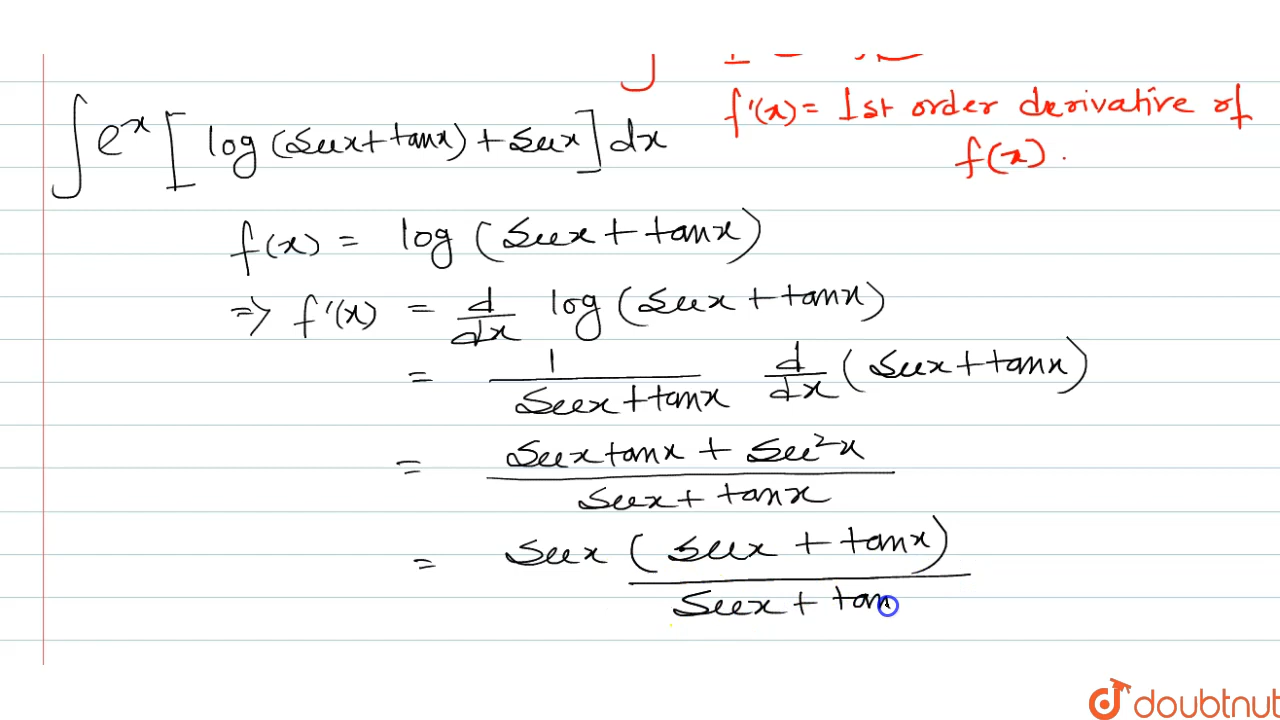 f'(x) = 1st order derivative of
f(x).
∫e^x [log (secx+tanx) + secx] dx
f(x) = log (secx + tanx)
=> f'(x) = d/dx log (secx + tanx)
= 1/(secx + tanx) d/dx (secx + tanx)
= (secx tanx + sec²x)/(secx + tanx)
= secx (secx + tanx)/(secx + tan
doubtnut